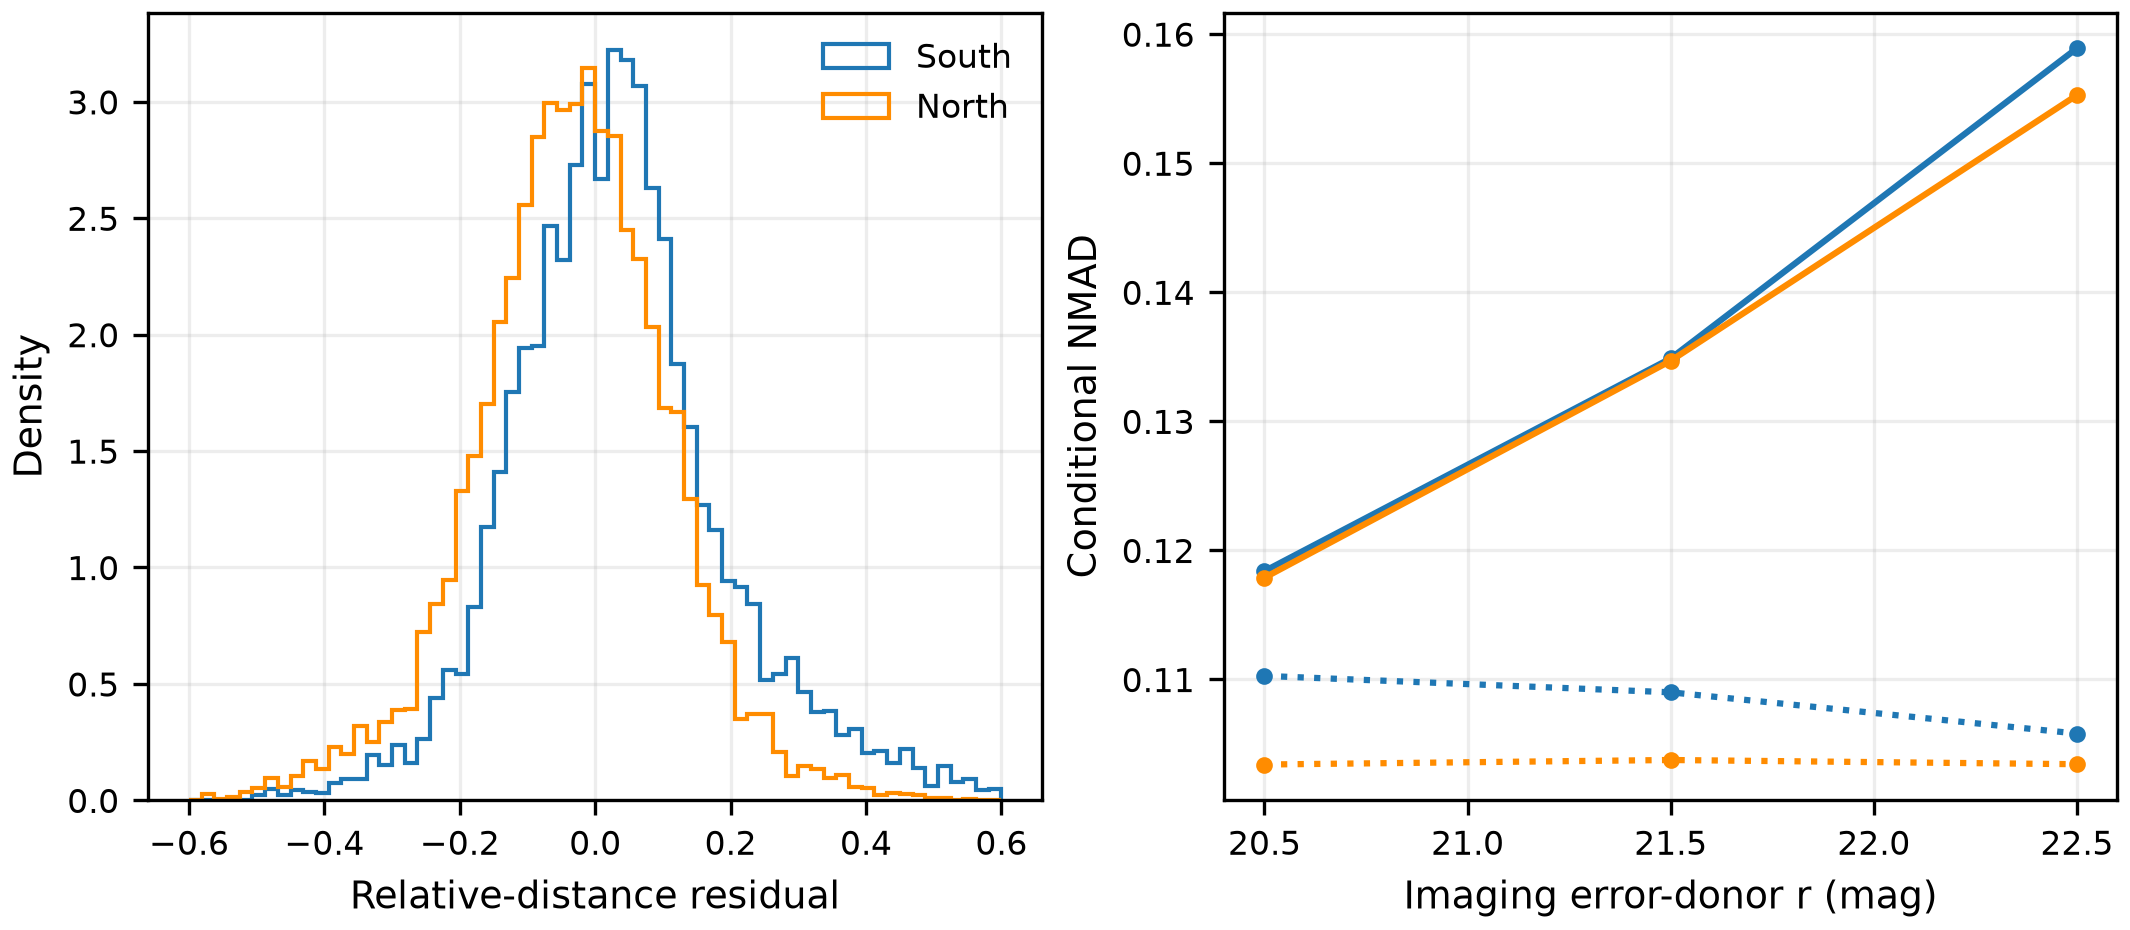 South
North
Density
3.0
2.5
2.0
1.5
1.0
0.5
0.0
−0.6 −0.4 −0.2 0.0 0.2 0.4 0.6
Relative-distance residual
Conditional NMAD
0.16
0.15
0.14
0.13
0.12
0.11
20.5 21.0 21.5 22.0 22.5
Imaging error-donor r (mag)